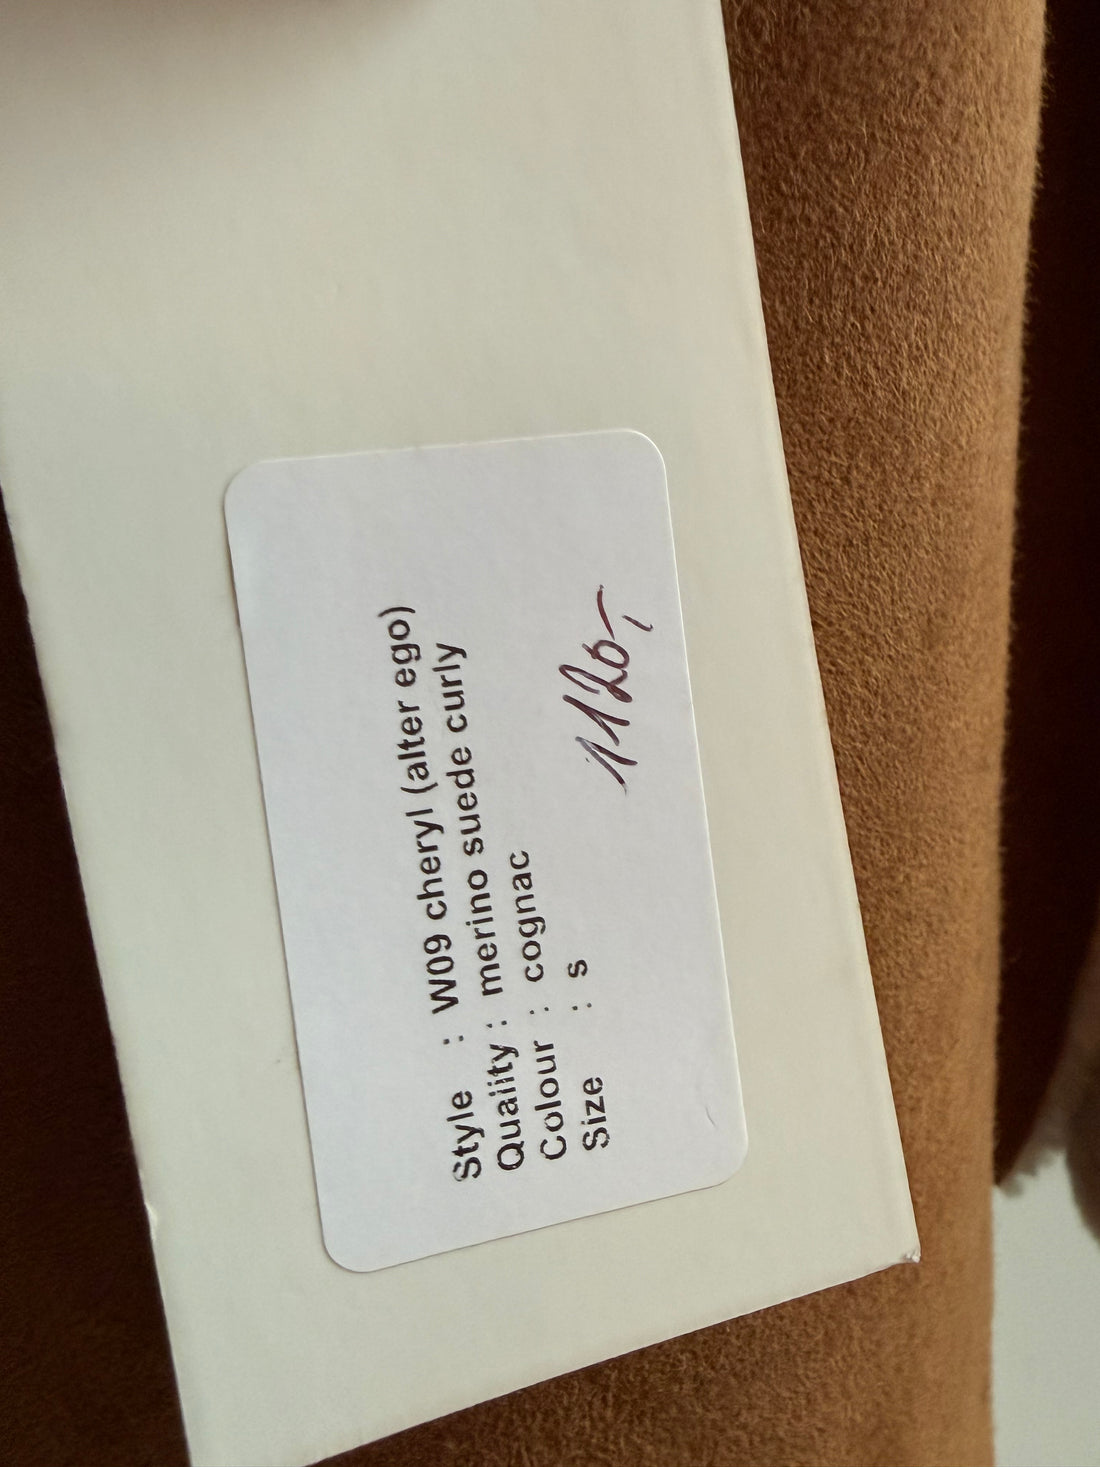 Style : W09 cheryl (alter ego)
Quality : merino suede curly
Colour : cognac
Size : s
1120,-